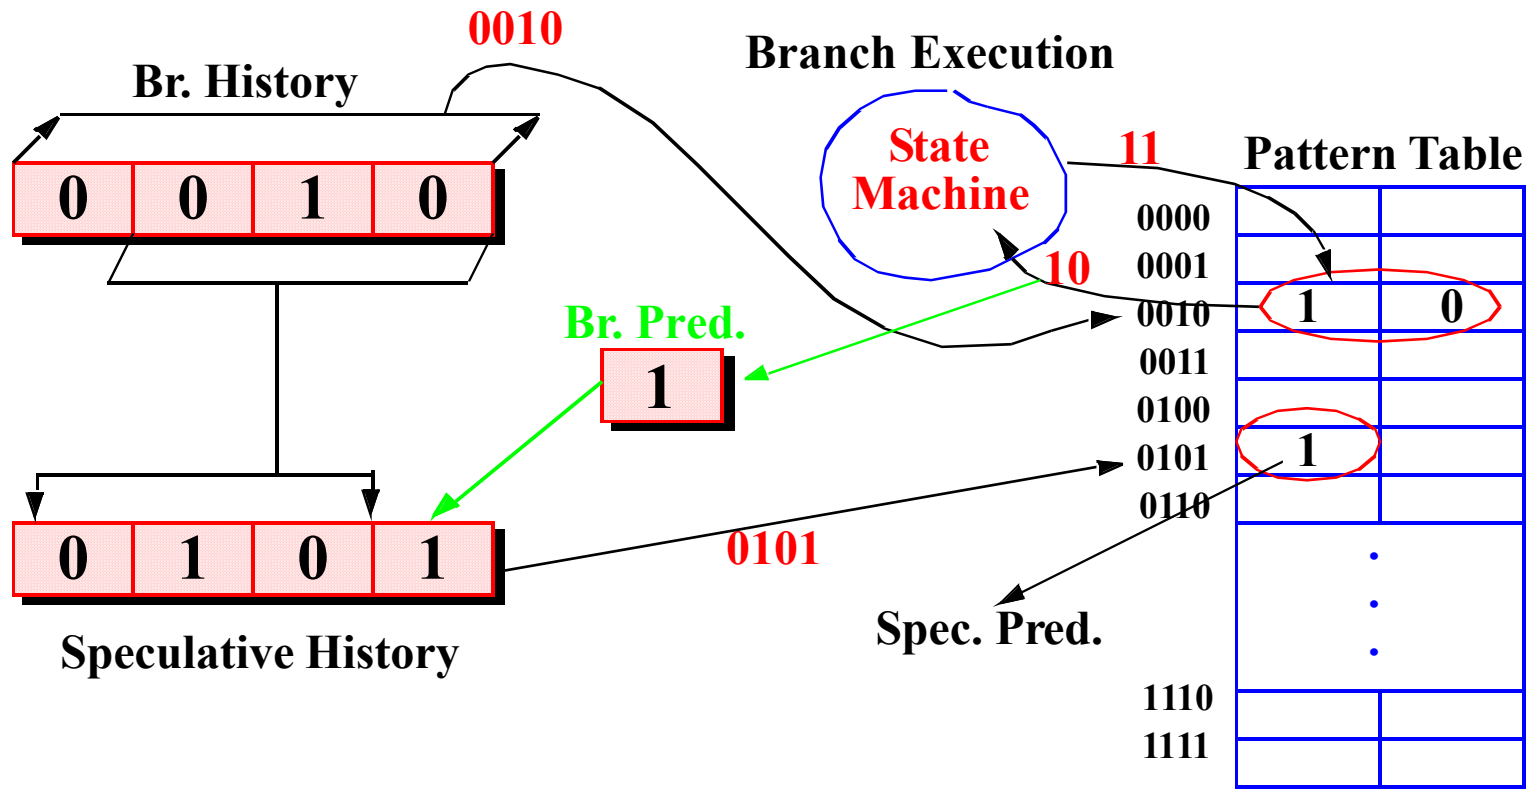 0010
Br. History
0 0 1 0
Branch Execution
State
Machine
11
10
Pattern Table
0000
0001
0010 1 0
0011
0100
0101 1
0110
1110
1111
Br. Pred.
1
0 1 0 1
0101
Speculative History
Spec. Pred.